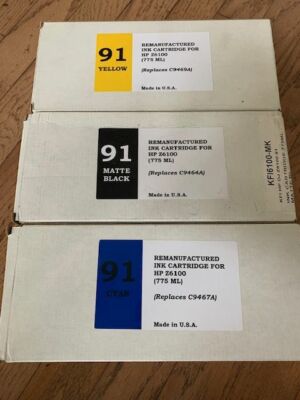 91
YELLOW
REMANUFACTURED
INK CARTRIDGE FOR
HP Z6100
(775 ML)
(Replaces C9469A)
Made in U.S.A.
91
MATTE
BLACK
REMANUFACTURED
INK CARTRIDGE FOR
HP Z6100
(775 ML)
(Replaces C9464A)
Made in U.S.A.
KFI6100-MK
91
CYAN
REMANUFACTURED
INK CARTRIDGE FOR
HP Z6100
(775 ML)
(Replaces C9467A)
Made in U.S.A.